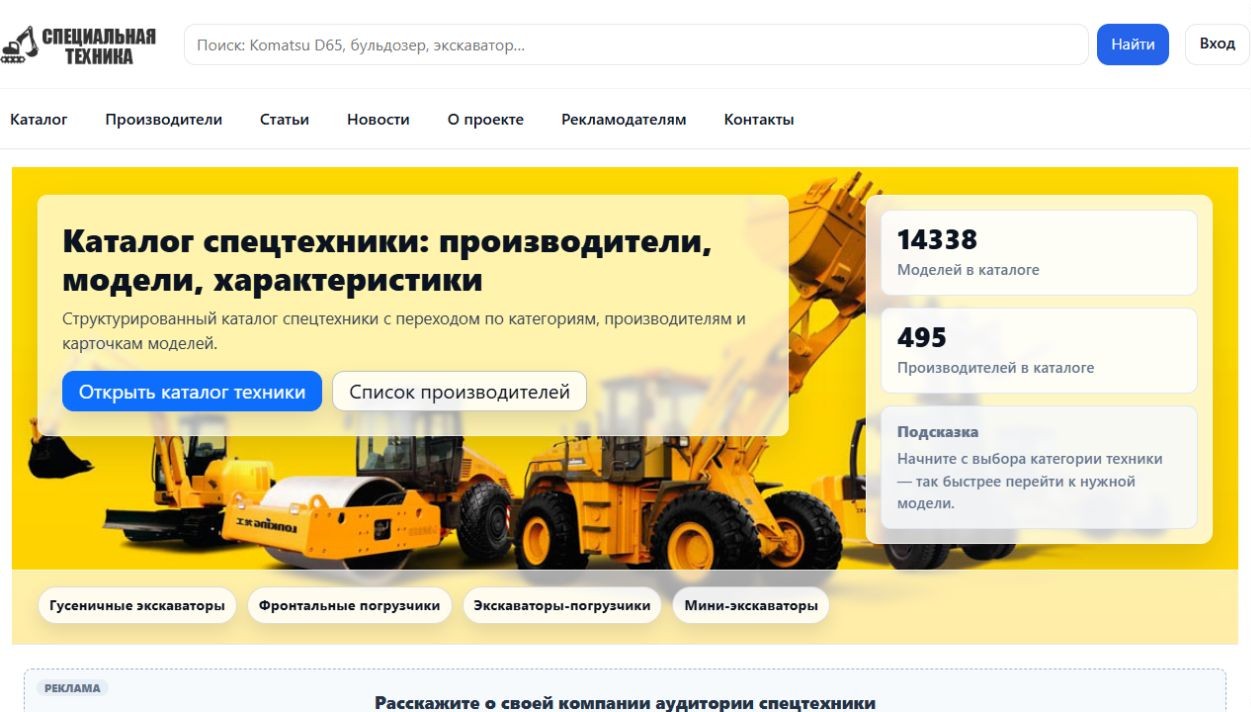 СПЕЦИАЛЬНАЯ
ТЕХНИКА
Поиск: Komatsu D65, бульдозер, экскаватор...
Найти
Вход
Каталог
Производители
Статьи
Новости
О проекте
Рекламодателям
Контакты
Каталог спецтехники: производители,
модели, характеристики
Структурированный каталог спецтехники с переходом по категориям, производителям и
карточкам моделей.
Открыть каталог техники
Список производителей
14338
Моделей в каталоге
495
Производителей в каталоге
Подсказка
Начните с выбора категории техники
— так быстрее перейти к нужной
модели.
Гусеничные экскаваторы
Фронтальные погрузчики
Экскаваторы-погрузчики
Мини-экскаваторы
РЕКЛАМА
Расскажите о своей компании аудитории спецтехники